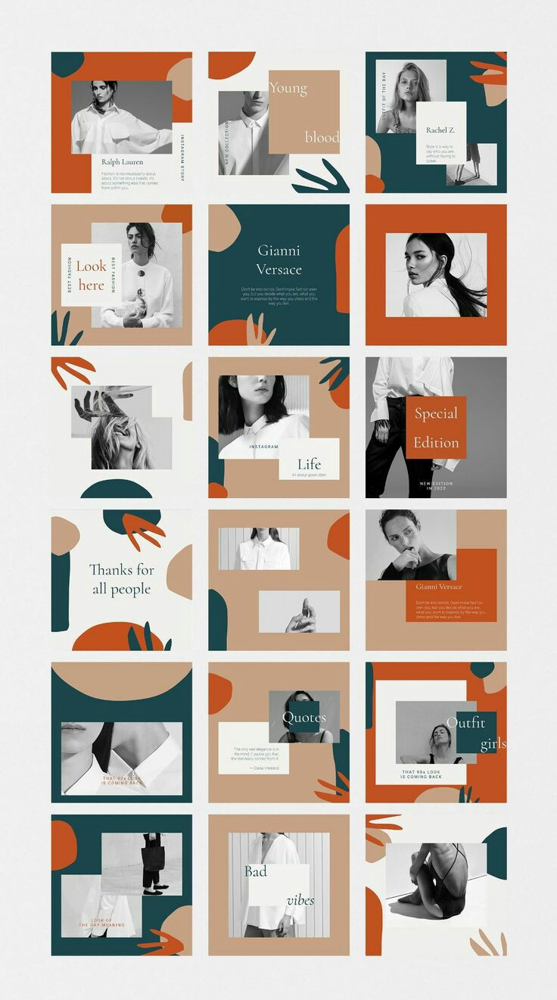 Ralph Lauren
Fashion is not necessarily about
labels. It's not about brands. It's
about something else that comes
from within you.
INSTAGRAM STORY
NEW COLLECTION
Young
blood
OUTFIT OF THE DAY
Rachel Z.
Style is a way to
say who you are
without having to
speak.
BEST FASHION
Look
here
BEST FASHION
Gianni
Versace
Don't be into trends. Don't make fashion own
you, but you decide what you are, what you
want to express by the way you dress and the
way you live.
INSTAGRAM
Life
All about good vibes
Special
Edition
NEW EDITION
IN 2020
Thanks for
all people
Gianni Versace
Don't be into trends. Don't make fashion
own you, but you decide what you are,
what you want to express by the way you
dress and the way you live.
THAT 90s LOOK
IS COMING BACK
Quotes
The only real elegance is in
the mind; if you've got that,
the rest really comes from it.
— Diana Vreeland
Outfit
girls
THAT 90s LOOK
IS COMING BACK
LOOK OF
THE DAY MEANING
Bad
vibes